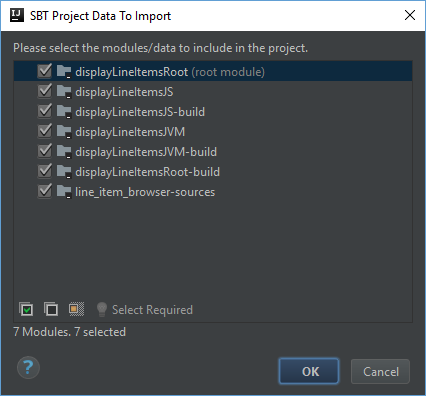 IJ SBT Project Data To Import
Please select the modules/data to include in the project.
displayLineItemsRoot (root module)
displayLineItemsJS
displayLineItemsJS-build
displayLineItemsJVM
displayLineItemsJVM-build
displayLineItemsRoot-build
line_item_browser-sources
Select Required
7 Modules. 7 selected
? OK Cancel